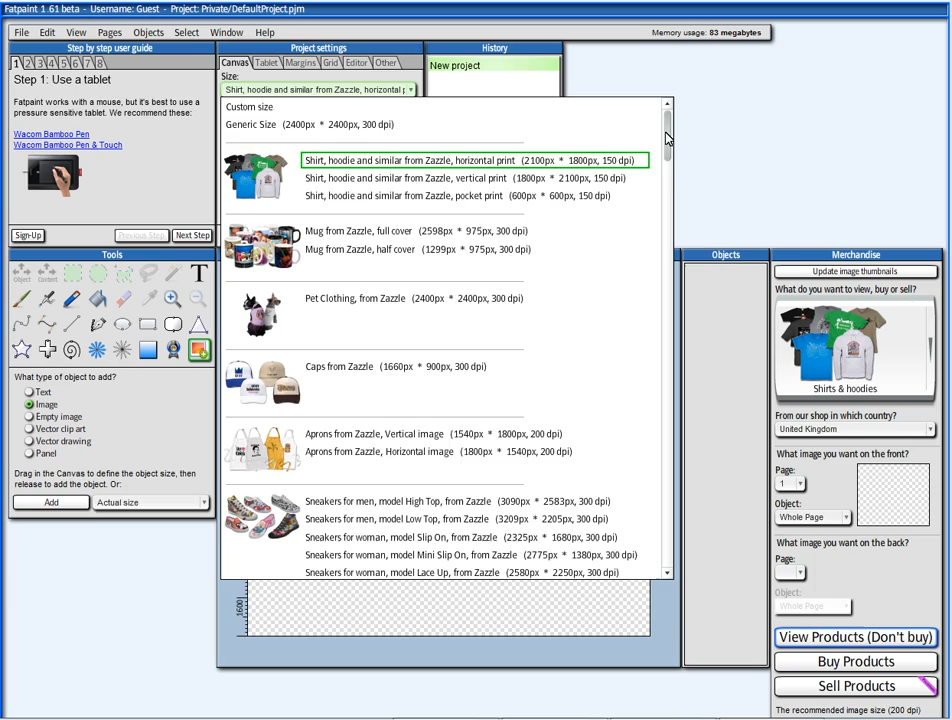 Fatpaint 1.61 beta - Username: Guest - Project: Private/DefaultProject.pjm
File Edit View Pages Objects Select Window Help
Memory usage: 83 megabytes
Step by step user guide
1 2 3 4 5 6 7 8
Step 1: Use a tablet
Fatpaint works with a mouse, but it's best to use a
pressure sensitive tablet. We recommend these:
Wacom Bamboo Pen
Wacom Bamboo Pen & Touch
Sign-Up Previous Step Next Step
Project settings
Canvas Tablet Margins Grid Editor Other
Size:
Shirt, hoodie and similar from Zazzle, horizontal p
History
New project
Custom size
Generic Size (2400px * 2400px, 300 dpi)
Shirt, hoodie and similar from Zazzle, horizontal print (2100px * 1800px, 150 dpi)
Shirt, hoodie and similar from Zazzle, vertical print (1800px * 2100px, 150 dpi)
Shirt, hoodie and similar from Zazzle, pocket print (600px * 600px, 150 dpi)
Mug from Zazzle, full cover (2598px * 975px, 300 dpi)
Mug from Zazzle, half cover (1299px * 975px, 300 dpi)
Pet Clothing, from Zazzle (2400px * 2400px, 300 dpi)
Caps from Zazzle (1660px * 900px, 300 dpi)
Aprons from Zazzle, Vertical image (1540px * 1800px, 200 dpi)
Aprons from Zazzle, Horizontal image (1800px * 1540px, 200 dpi)
Sneakers for men, model High Top, from Zazzle (3090px * 2583px, 300 dpi)
Sneakers for men, model Low Top, from Zazzle (3209px * 2205px, 300 dpi)
Sneakers for woman, model Slip On, from Zazzle (2325px * 1680px, 300 dpi)
Sneakers for woman, model Mini Slip On, from Zazzle (2775px * 1380px, 300 dpi)
Sneakers for woman, model Lace Up, from Zazzle (2580px * 2250px, 300 dpi)
1600
Tools
Object Content
T
What type of object to add?
Text
Image
Empty image
Vector clip art
Vector drawing
Panel
Drag in the Canvas to define the object size, then
release to add the object. Or:
Add Actual size
Objects
Merchandise
Update image thumbnails
What do you want to view, buy or sell?
Shirts & hoodies
From our shop in which country?
United Kingdom
What image you want on the front?
Page:
1
Object:
Whole Page
What image you want on the back?
Page:
Object:
Whole Page
View Products (Don't buy)
Buy Products
Sell Products
The recommended image size (200 dpi)